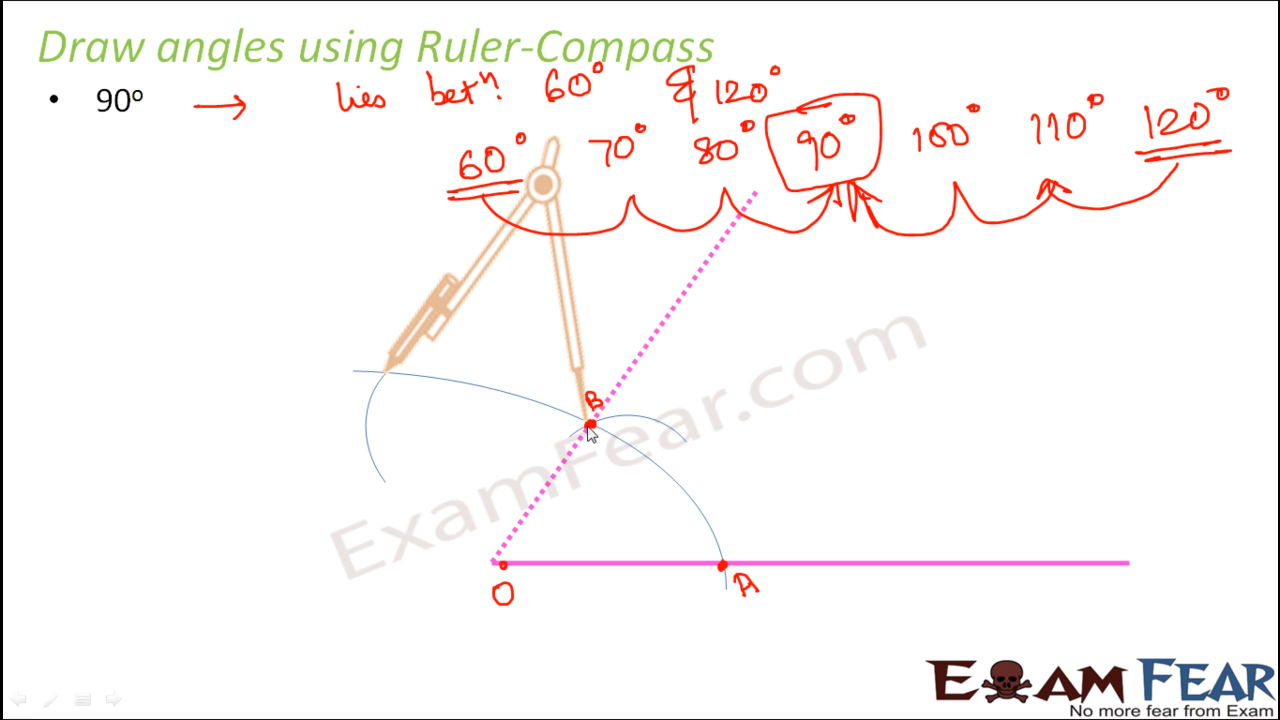 Draw angles using Ruler-Compass
• 90° → lies betⁿ. 60° & 120°
60° 70° 80° 90° 100° 110° 120°
B
ExamFear.com
O A
EXAM FEAR
No more fear from Exam